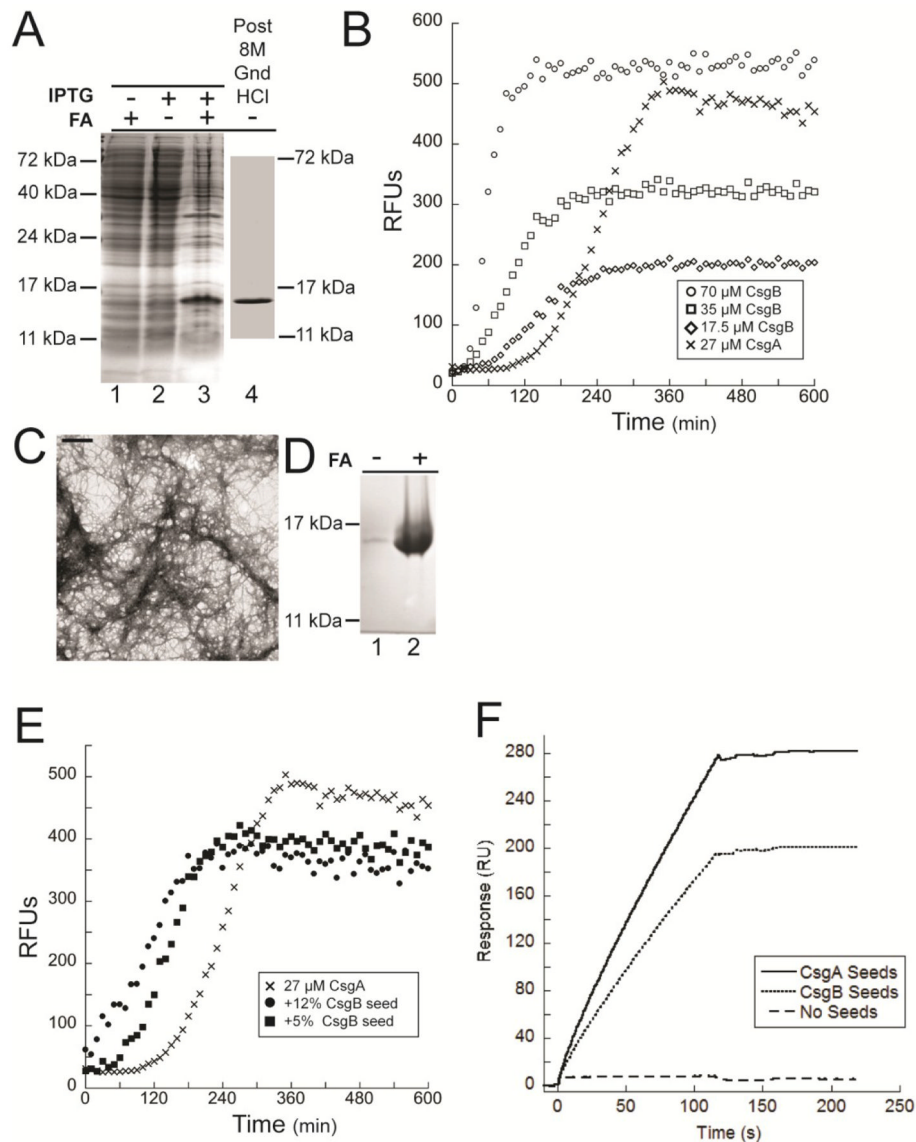 A
Post
8M
Gnd
HCl
IPTG - + +
FA + - + -
72 kDa
40 kDa
24 kDa
17 kDa
11 kDa
72 kDa
17 kDa
11 kDa
1 2 3 4
B
600
500
400
300
200
100
0
RFUs
0 120 240 360 480 600
Time (min)
70 µM CsgB
35 µM CsgB
17.5 µM CsgB
27 µM CsgA
C
D
FA - +
17 kDa
11 kDa
1 2
E
500
400
300
200
100
0
RFUs
0 120 240 360 480 600
Time (min)
27 µM CsgA
+12% CsgB seed
+5% CsgB seed
F
280
240
200
160
120
80
40
0
Response (RU)
0 50 100 150 200 250
Time (s)
CsgA Seeds
CsgB Seeds
No Seeds